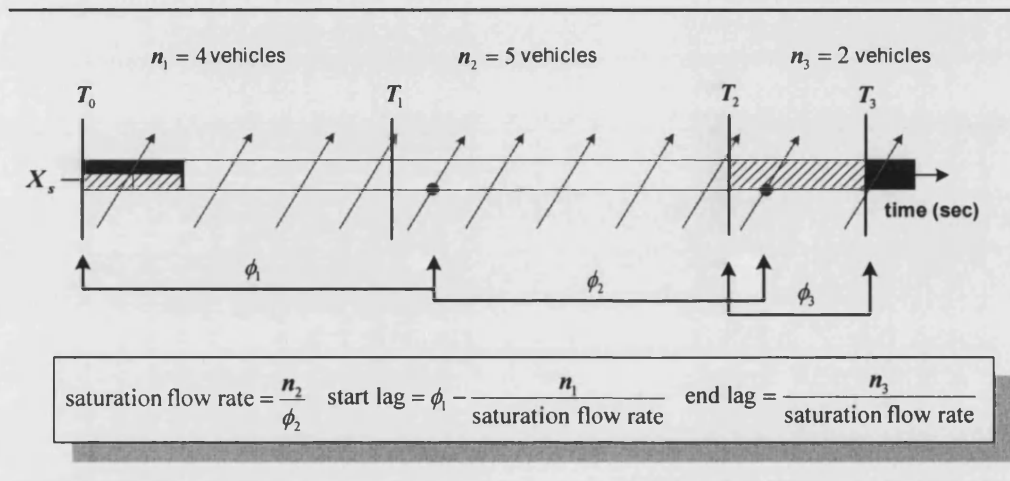 n₁ = 4 vehicles n₂ = 5 vehicles n₃ = 2 vehicles
T₀ T₁ T₂ T₃
Xₛ
time (sec)
ϕ₁ ϕ₂ ϕ₃
saturation flow rate = n₂/ϕ₂ start lag = ϕ₁ − n₁/saturation flow rate end lag = n₃/saturation flow rate